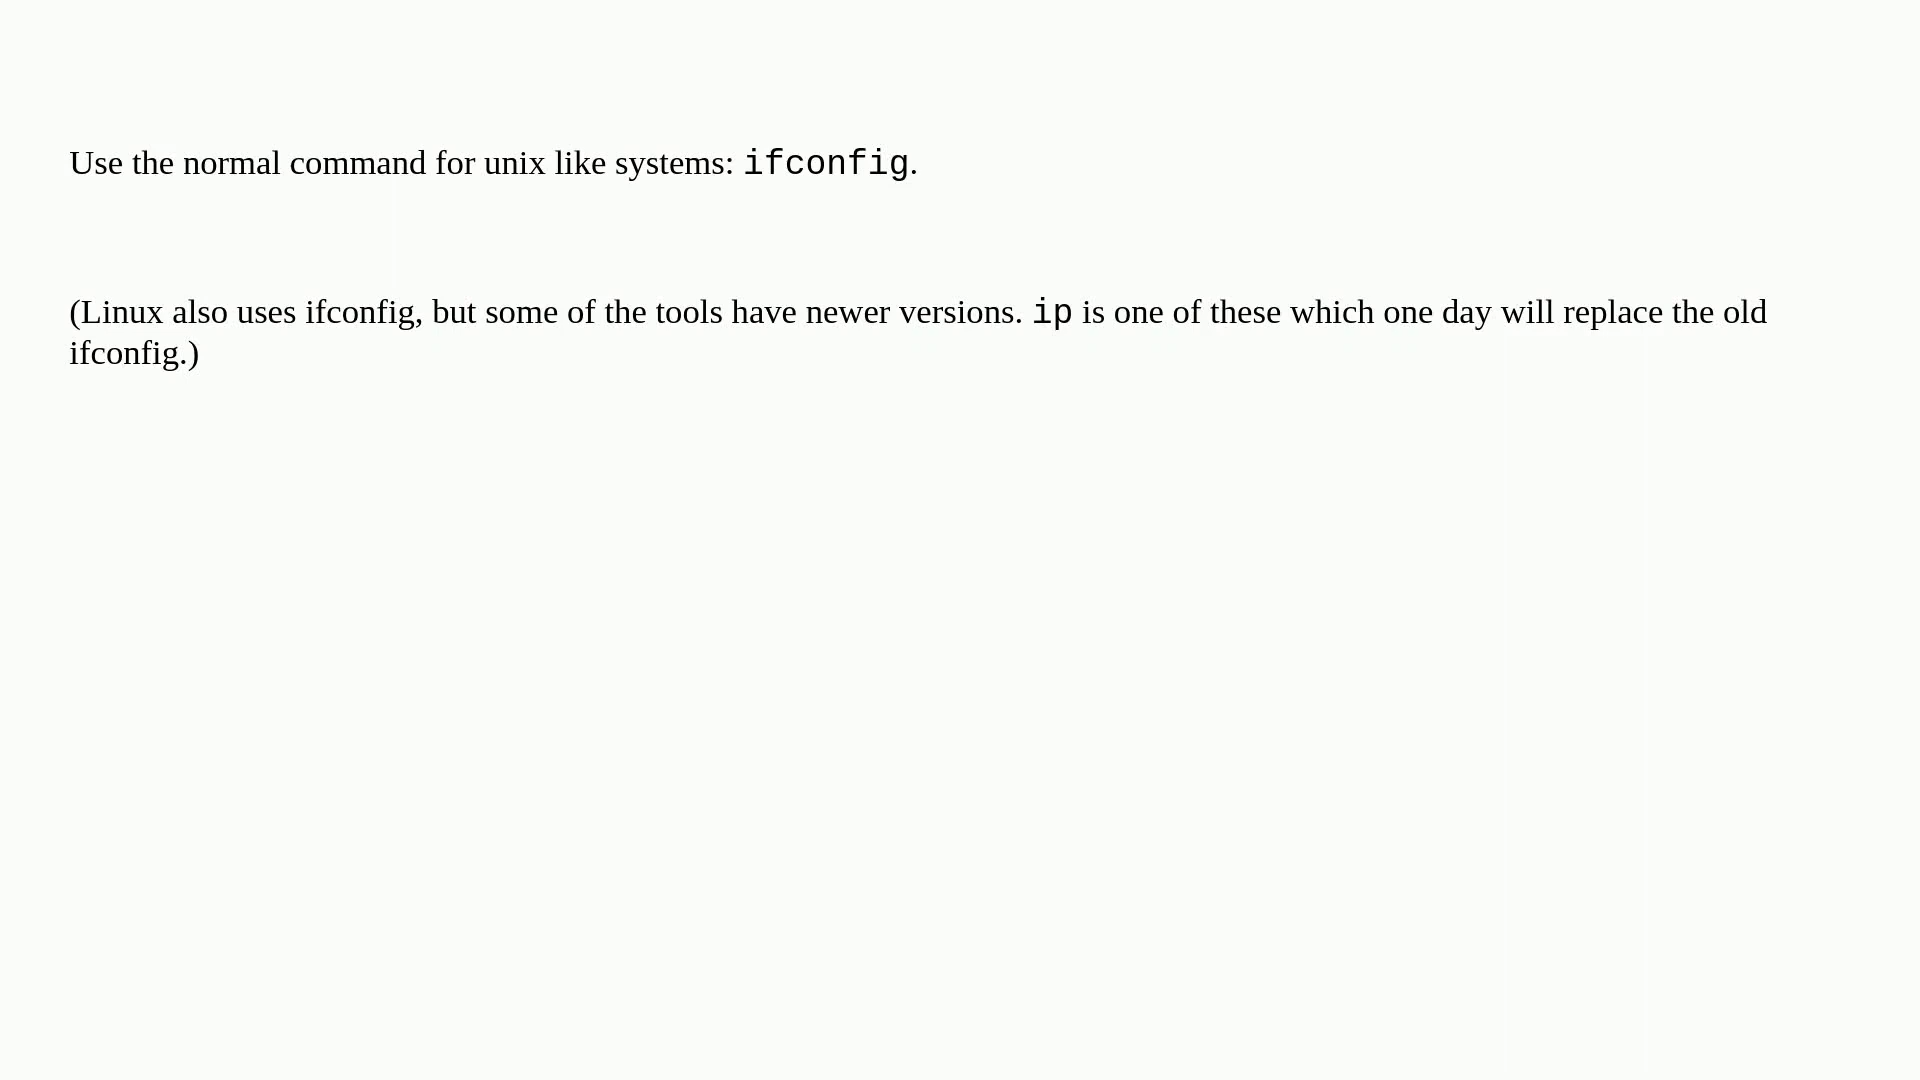 Use the normal command for unix like systems: ifconfig.
(Linux also uses ifconfig, but some of the tools have newer versions. ip is one of these which one day will replace the old
ifconfig.)